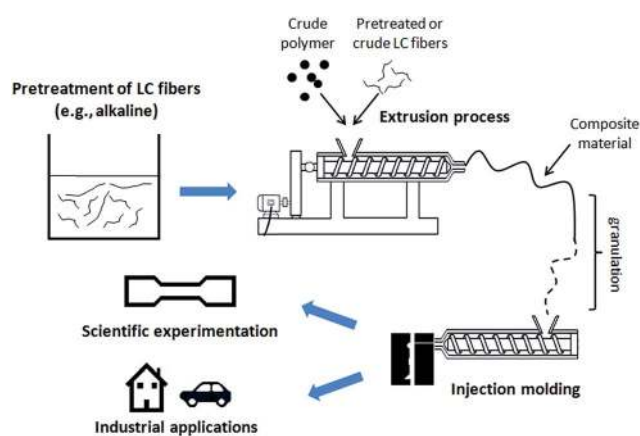 Crude
polymer
Pretreated or
crude LC fibers
Pretreatment of LC fibers
(e.g., alkaline)
Extrusion process
Composite
material
granulation
Scientific experimentation
Injection molding
Industrial applications